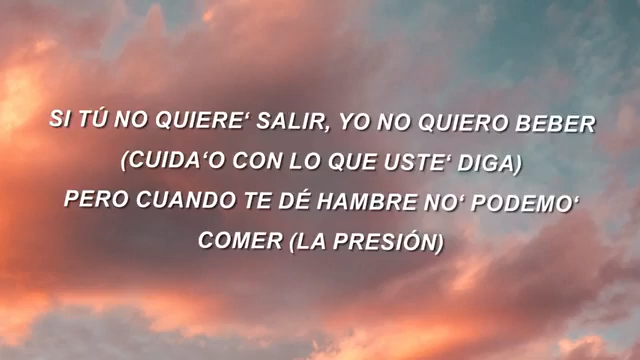 SI TÚ NO QUIERE‘ SALIR, YO NO QUIERO BEBER
(CUIDA‘O CON LO QUE USTE‘ DIGA)
PERO CUANDO TE DÉ HAMBRE NO‘ PODEMO‘
COMER (LA PRESIÓN)